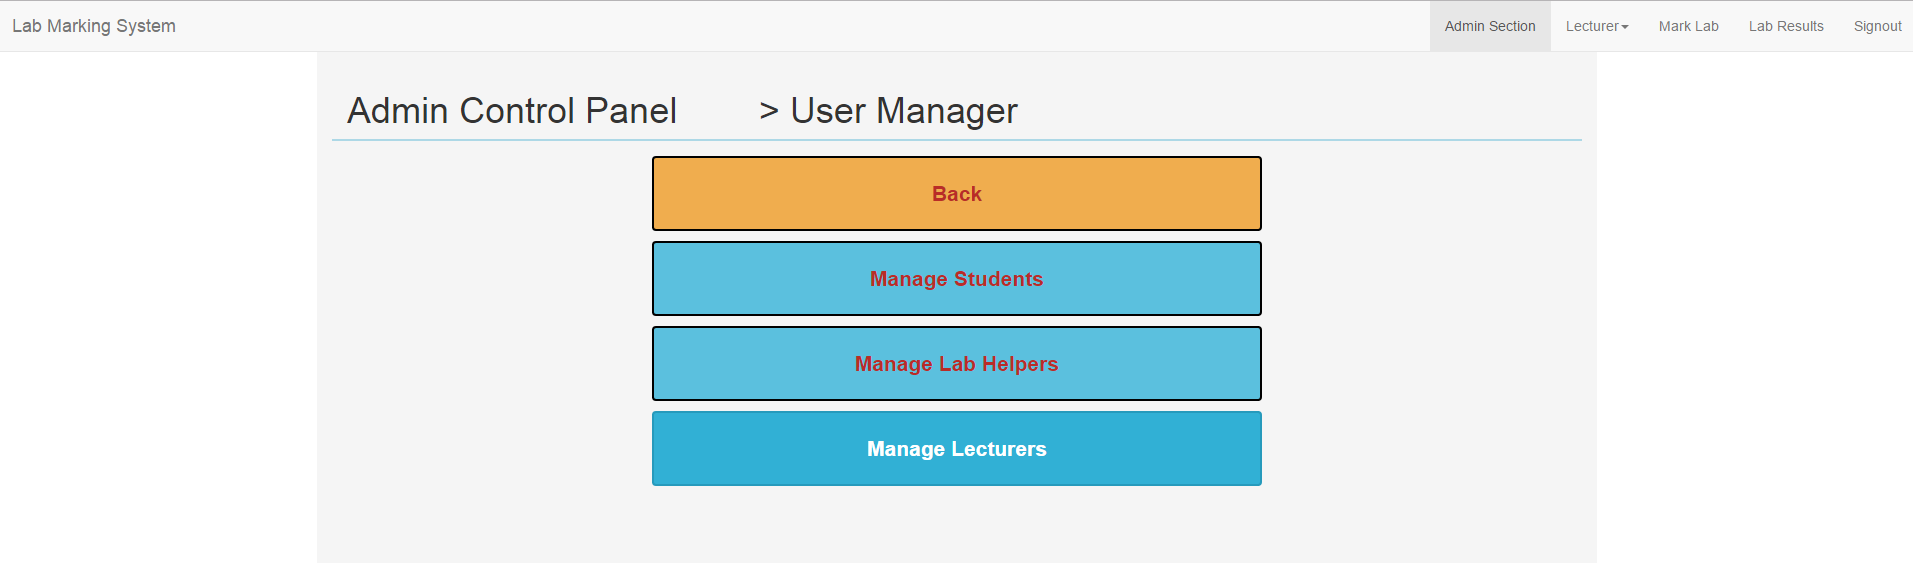 Lab Marking System Admin Section Lecturer Mark Lab Lab Results Signout
Admin Control Panel > User Manager
Back
Manage Students
Manage Lab Helpers
Manage Lecturers